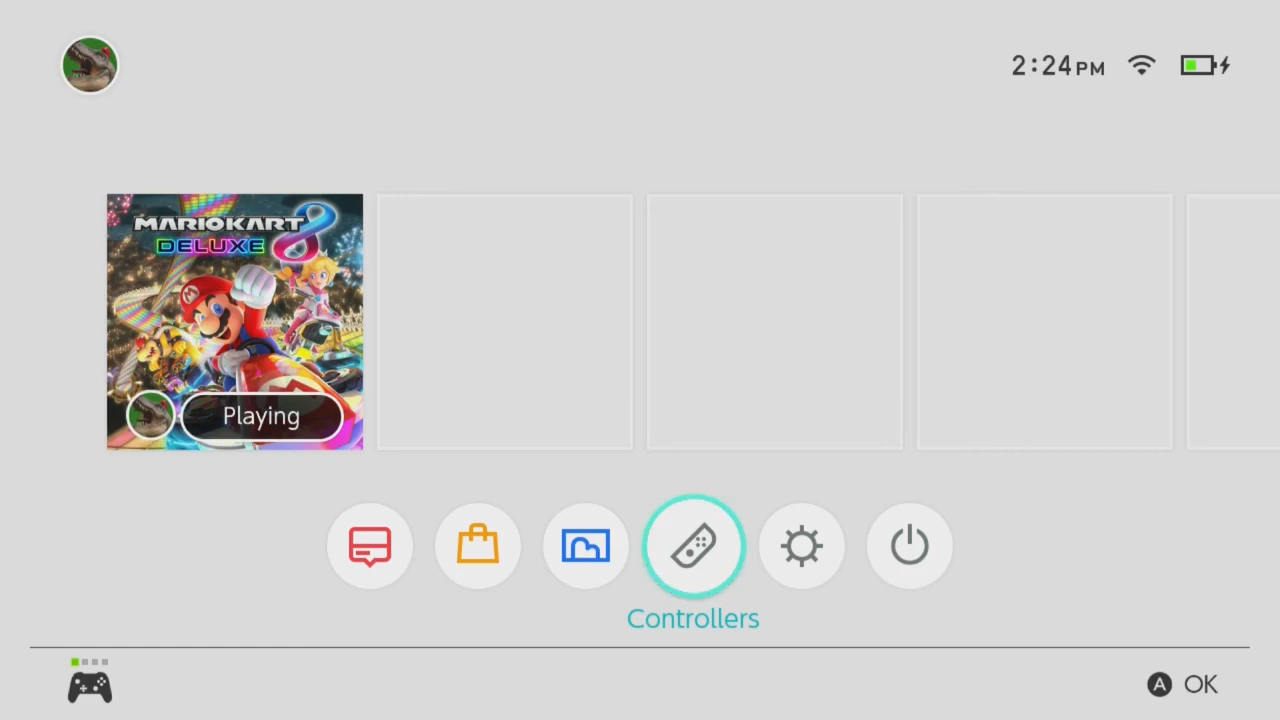 2:24 PM
MARIOKART 8
DELUXE
Playing
Controllers
A OK